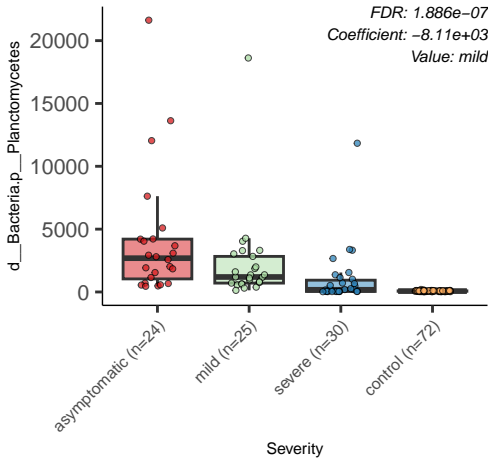 FDR: 1.886e−07
Coefficient: −8.11e+03
Value: mild
d__Bacteria.p__Planctomycetes
20000
15000
10000
5000
0
asymptomatic (n=24)
mild (n=25)
severe (n=30)
control (n=72)
Severity